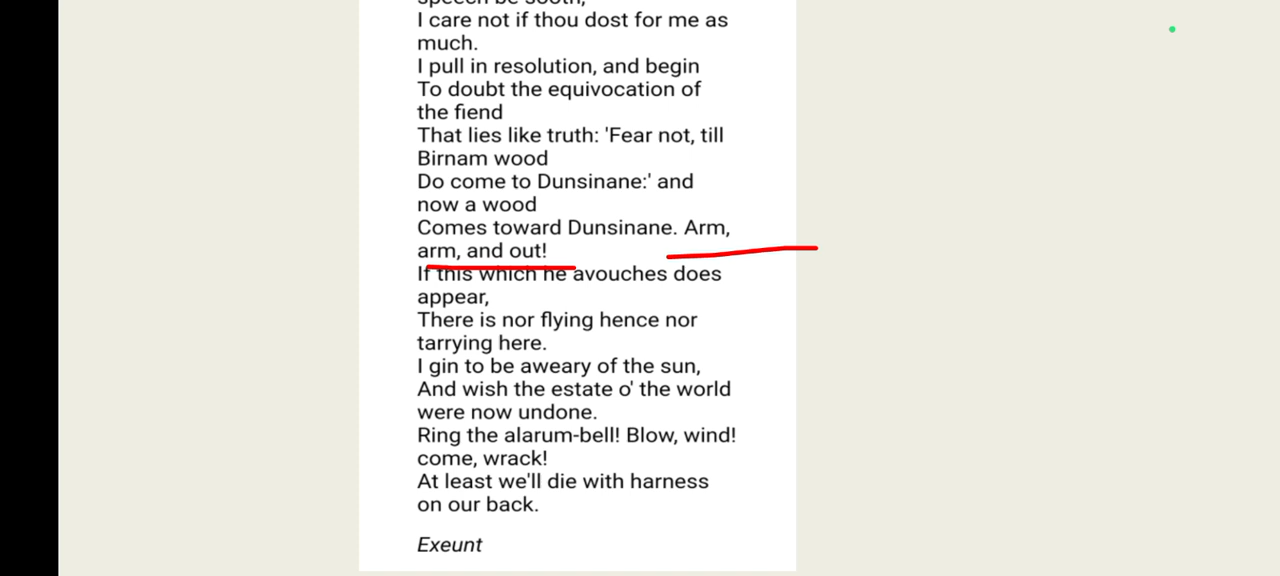 speech be sooth,
I care not if thou dost for me as
much.
I pull in resolution, and begin
To doubt the equivocation of
the fiend
That lies like truth: 'Fear not, till
Birnam wood
Do come to Dunsinane:' and
now a wood
Comes toward Dunsinane. Arm,
arm, and out!
If this which he avouches does
appear,
There is nor flying hence nor
tarrying here.
I gin to be aweary of the sun,
And wish the estate o' the world
were now undone.
Ring the alarum-bell! Blow, wind!
come, wrack!
At least we'll die with harness
on our back.
Exeunt